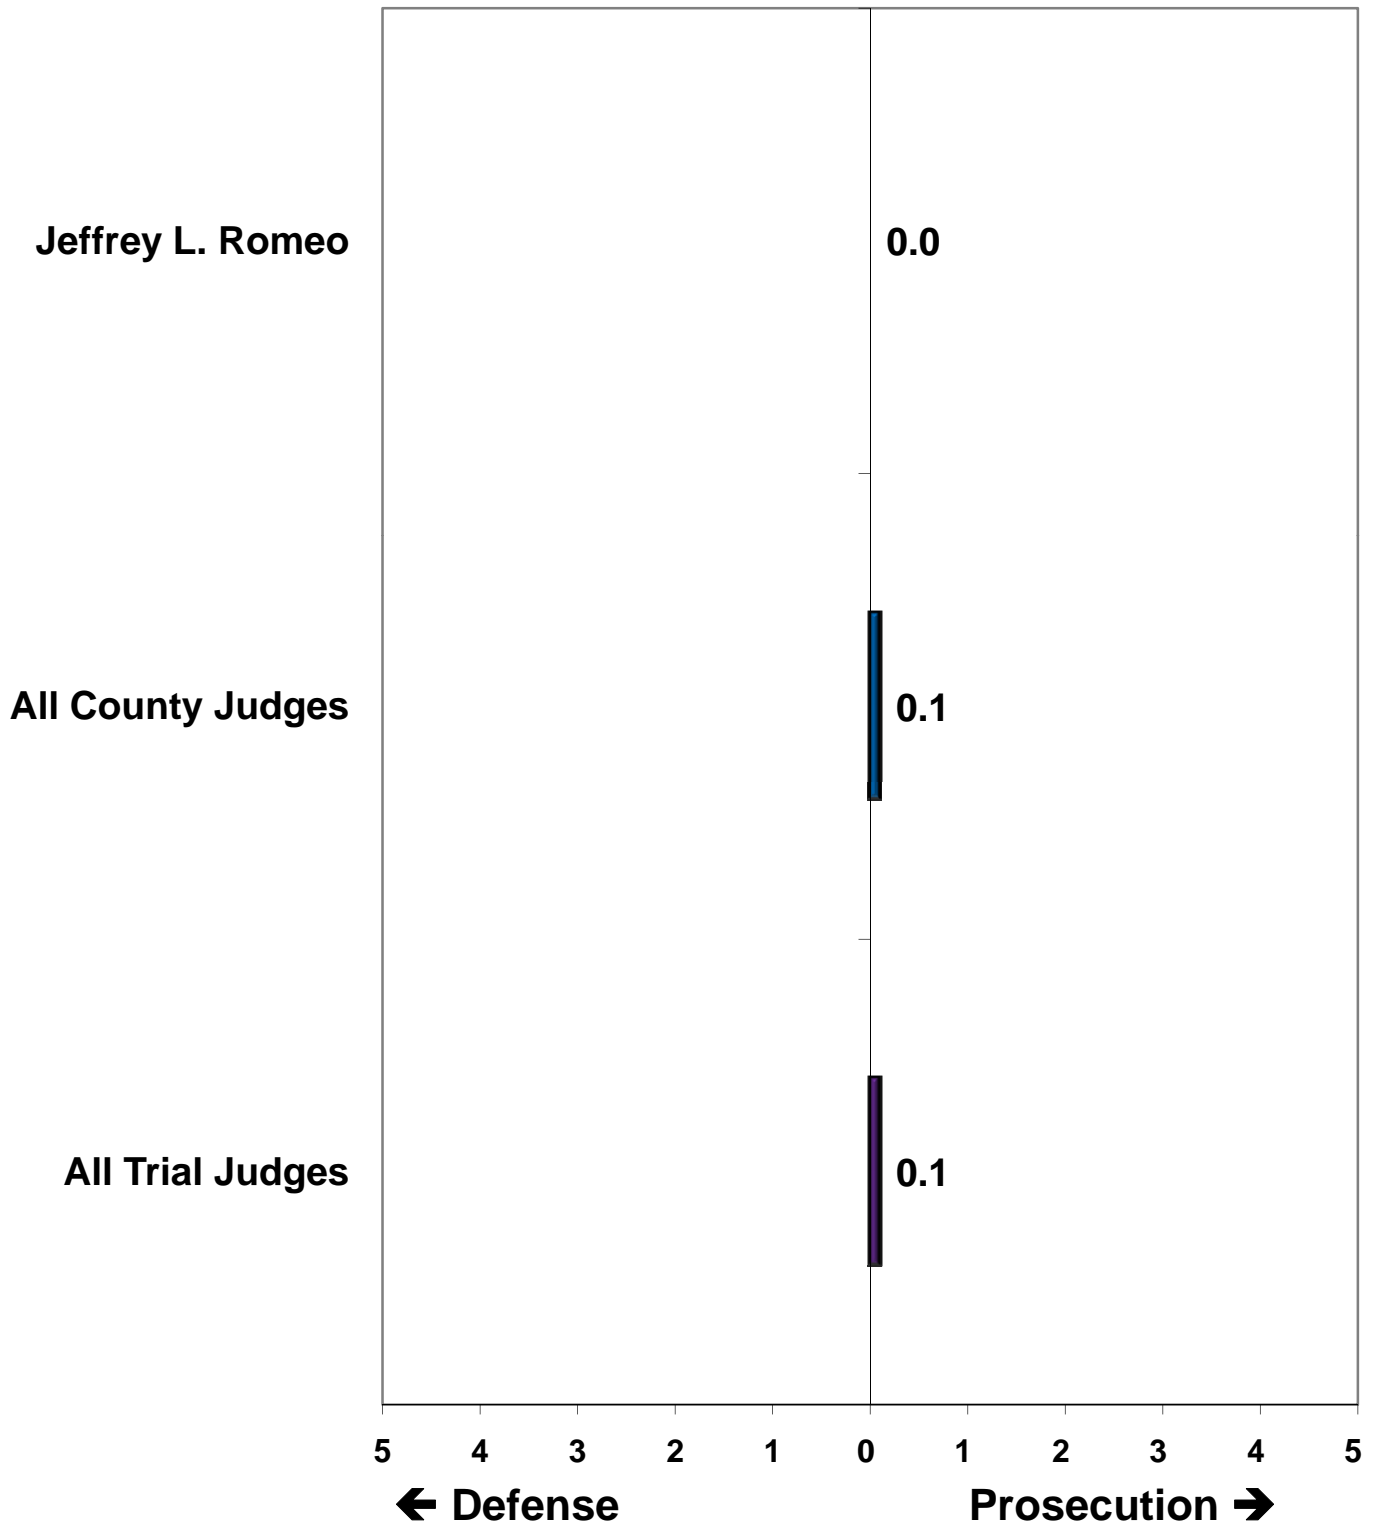 Jeffrey L. Romeo
0.0
All County Judges
0.1
All Trial Judges
0.1
5 4 3 2 1 0 1 2 3 4 5
🡸 Defense Prosecution 🡺